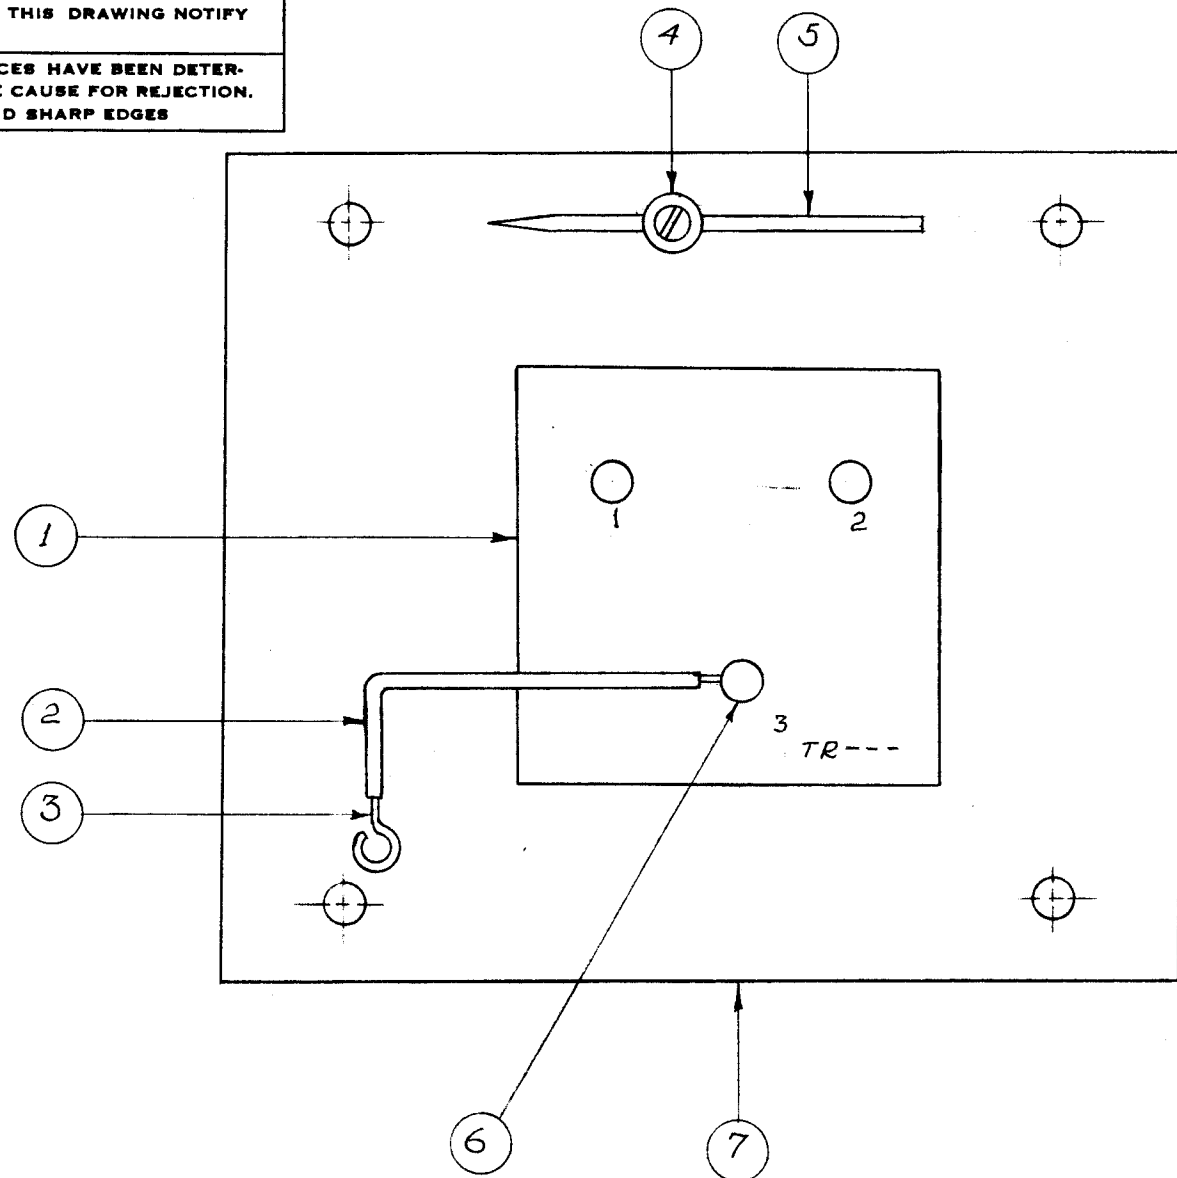 THIS DRAWING NOTIFY
CES HAVE BEEN DETER-
E CAUSE FOR REJECTION.
D SHARP EDGES
4
5
1
2
1
2
3
TR---
3
6
7